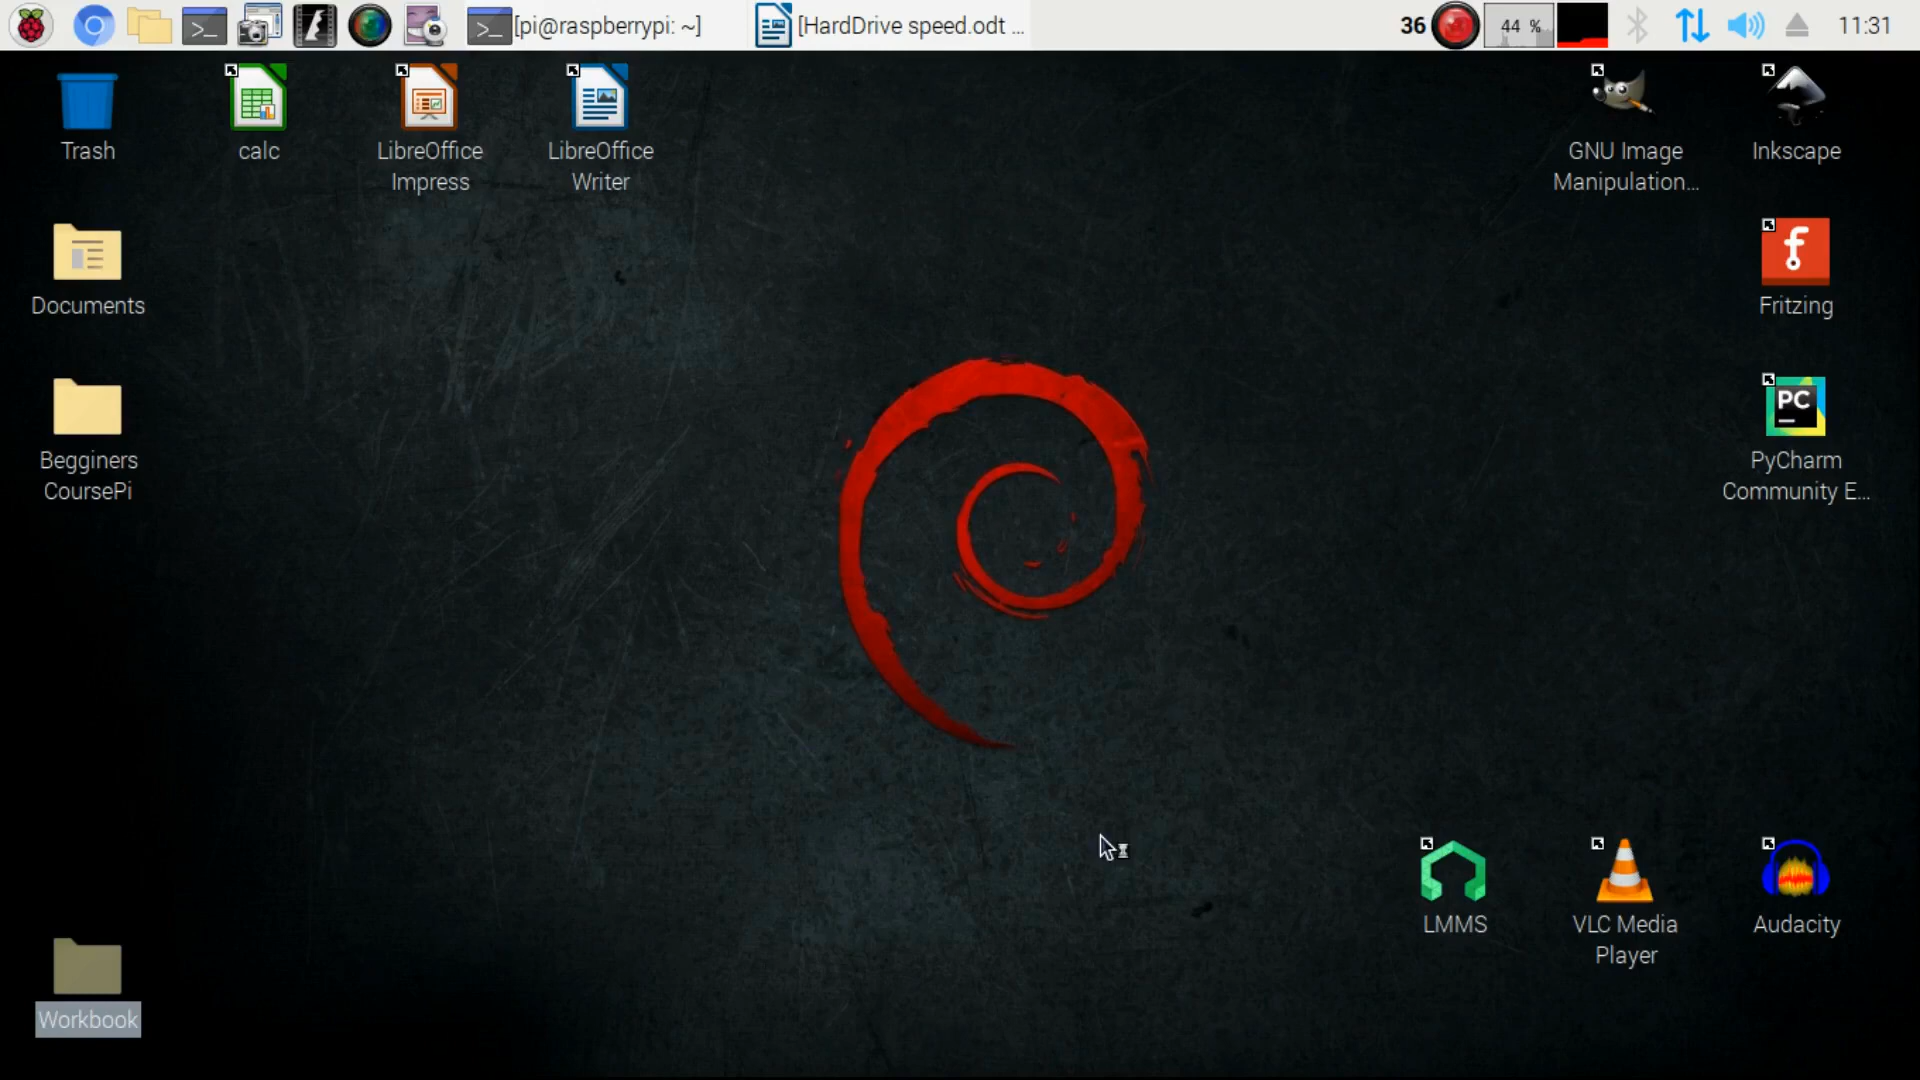 [pi@raspberrypi: ~]
[HardDrive speed.odt ...
36
44 %
11:31
Trash
calc
LibreOffice
Impress
LibreOffice
Writer
GNU Image
Manipulation...
Inkscape
Documents
Fritzing
Begginers
CoursePi
PC
PyCharm
Community E...
LMMS
VLC Media
Player
Audacity
Workbook